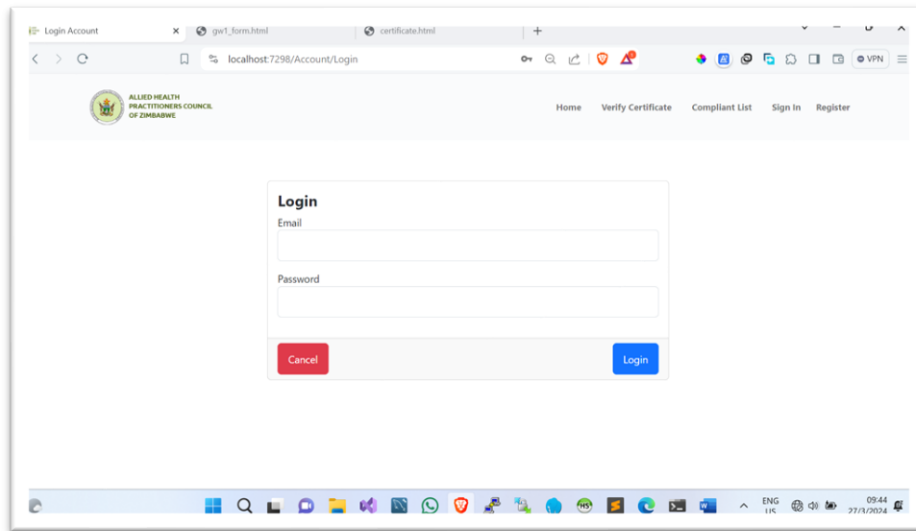 Login Account
gw1_form.html
certificate.html
localhost:7298/Account/Login
VPN
ALLIED HEALTH
PRACTITIONERS COUNCIL
OF ZIMBABWE
Home Verify Certificate Compliant List Sign In Register
Login
Email
Password
Cancel Login
ENG
US
09:44
27/3/2024